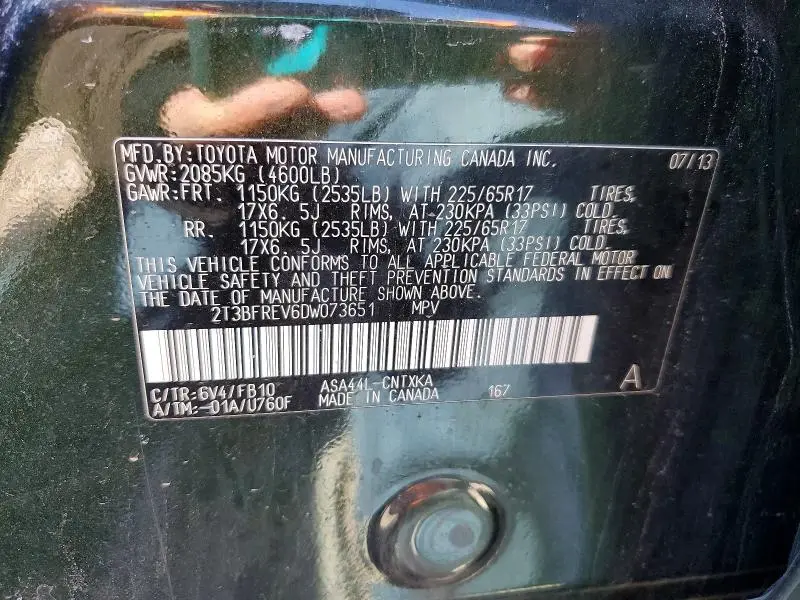 MFD.BY:TOYOTA MOTOR MANUFACTURING CANADA INC. 07/13
GVWR:2085KG (4600LB)
GAWR:FRT. 1150KG (2535LB) WITH 225/65R17 TIRES,
17X6. 5J RIMS, AT 230KPA (33PSI) COLD.
RR. 1150KG (2535LB) WITH 225/65R17 TIRES,
17X6. 5J RIMS, AT 230KPA (33PSI) COLD.
THIS VEHICLE CONFORMS TO ALL APPLICABLE FEDERAL MOTOR
VEHICLE SAFETY AND THEFT PREVENTION STANDARDS IN EFFECT ON
THE DATE OF MANUFACTURE SHOWN ABOVE.
2T3BFREV6DW073651 MPV
C/TR:6V4/FB10 ASA44L-CNTXKA 167 A
A/TM:-01A/U760F MADE IN CANADA